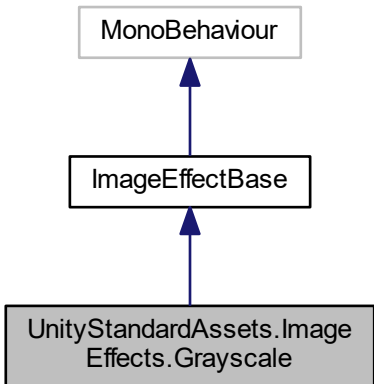 MonoBehaviour
ImageEffectBase
UnityStandardAssets.Image
Effects.Grayscale